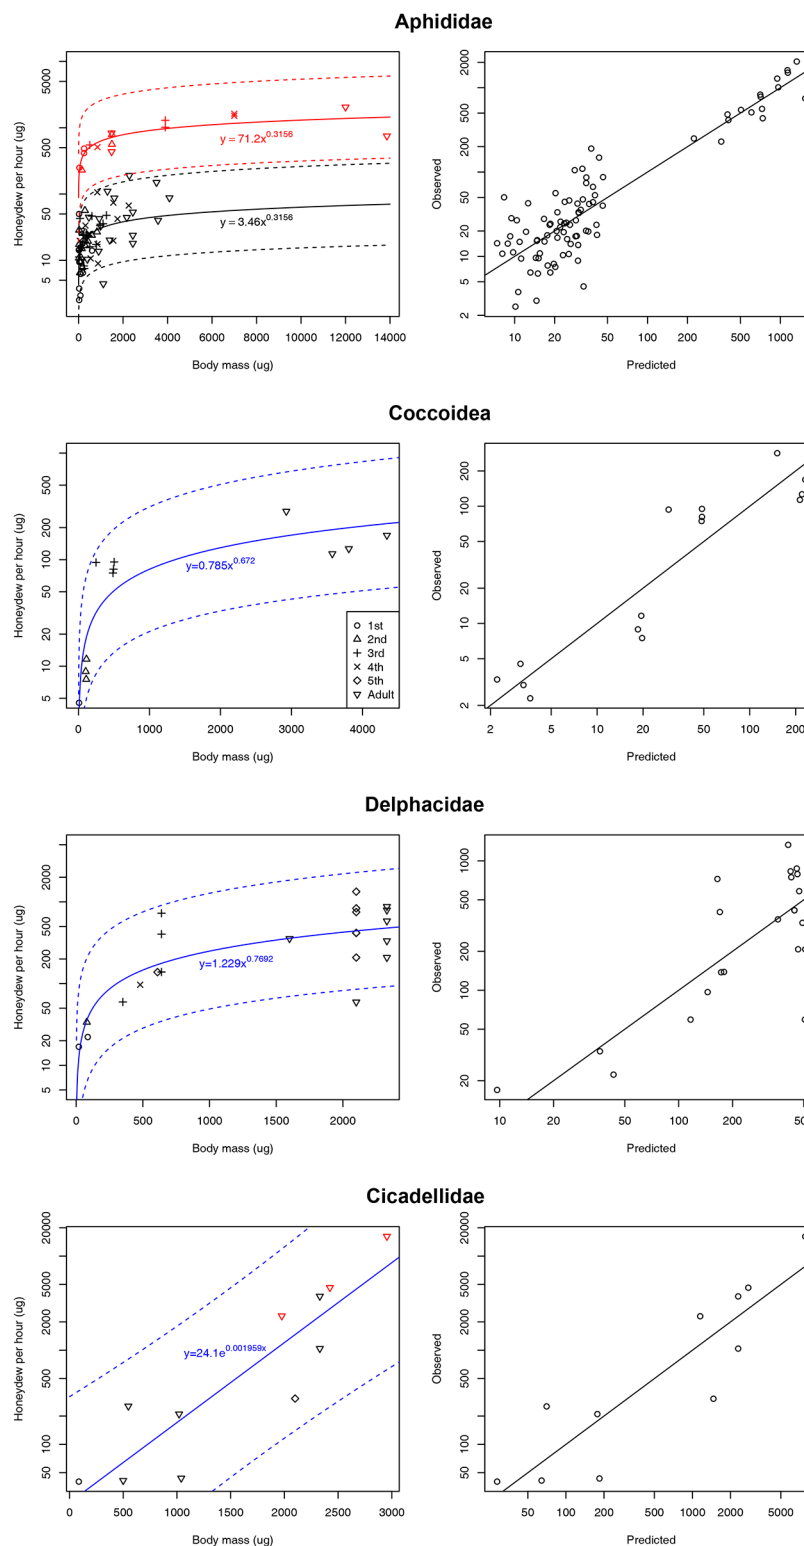 Aphididae
Honeydew per hour (ug)
5000
500
50
10
5
y = 71.2x^0.3156
y = 3.46x^0.3156
0 2000 4000 6000 8000 10000 12000 14000
Body mass (ug)
Observed
2000
500
200
50
20
10
5
2
10 20 50 100 200 500 1000
Predicted
Coccoidea
Honeydew per hour (ug)
500
200
100
50
20
10
5
y=0.785x^0.672
1st
2nd
3rd
4th
5th
Adult
0 1000 2000 3000 4000
Body mass (ug)
Observed
200
100
50
20
10
5
2
2 5 10 20 50 100 200
Predicted
Delphacidae
Honeydew per hour (ug)
2000
500
200
100
50
20
10
5
y=1.229x^0.7692
0 500 1000 1500 2000
Body mass (ug)
Observed
1000
500
200
100
50
20
10 20 50 100 200
Predicted
Cicadellidae
Honeydew per hour (ug)
20000
5000
2000
500
100
50
y=24.1e^0.001959x
0 500 1000 1500 2000 2500 3000
Body mass (ug)
Observed
20000
5000
2000
500
200
100
50
50 100 200 500 1000 2000 5000
Predicted